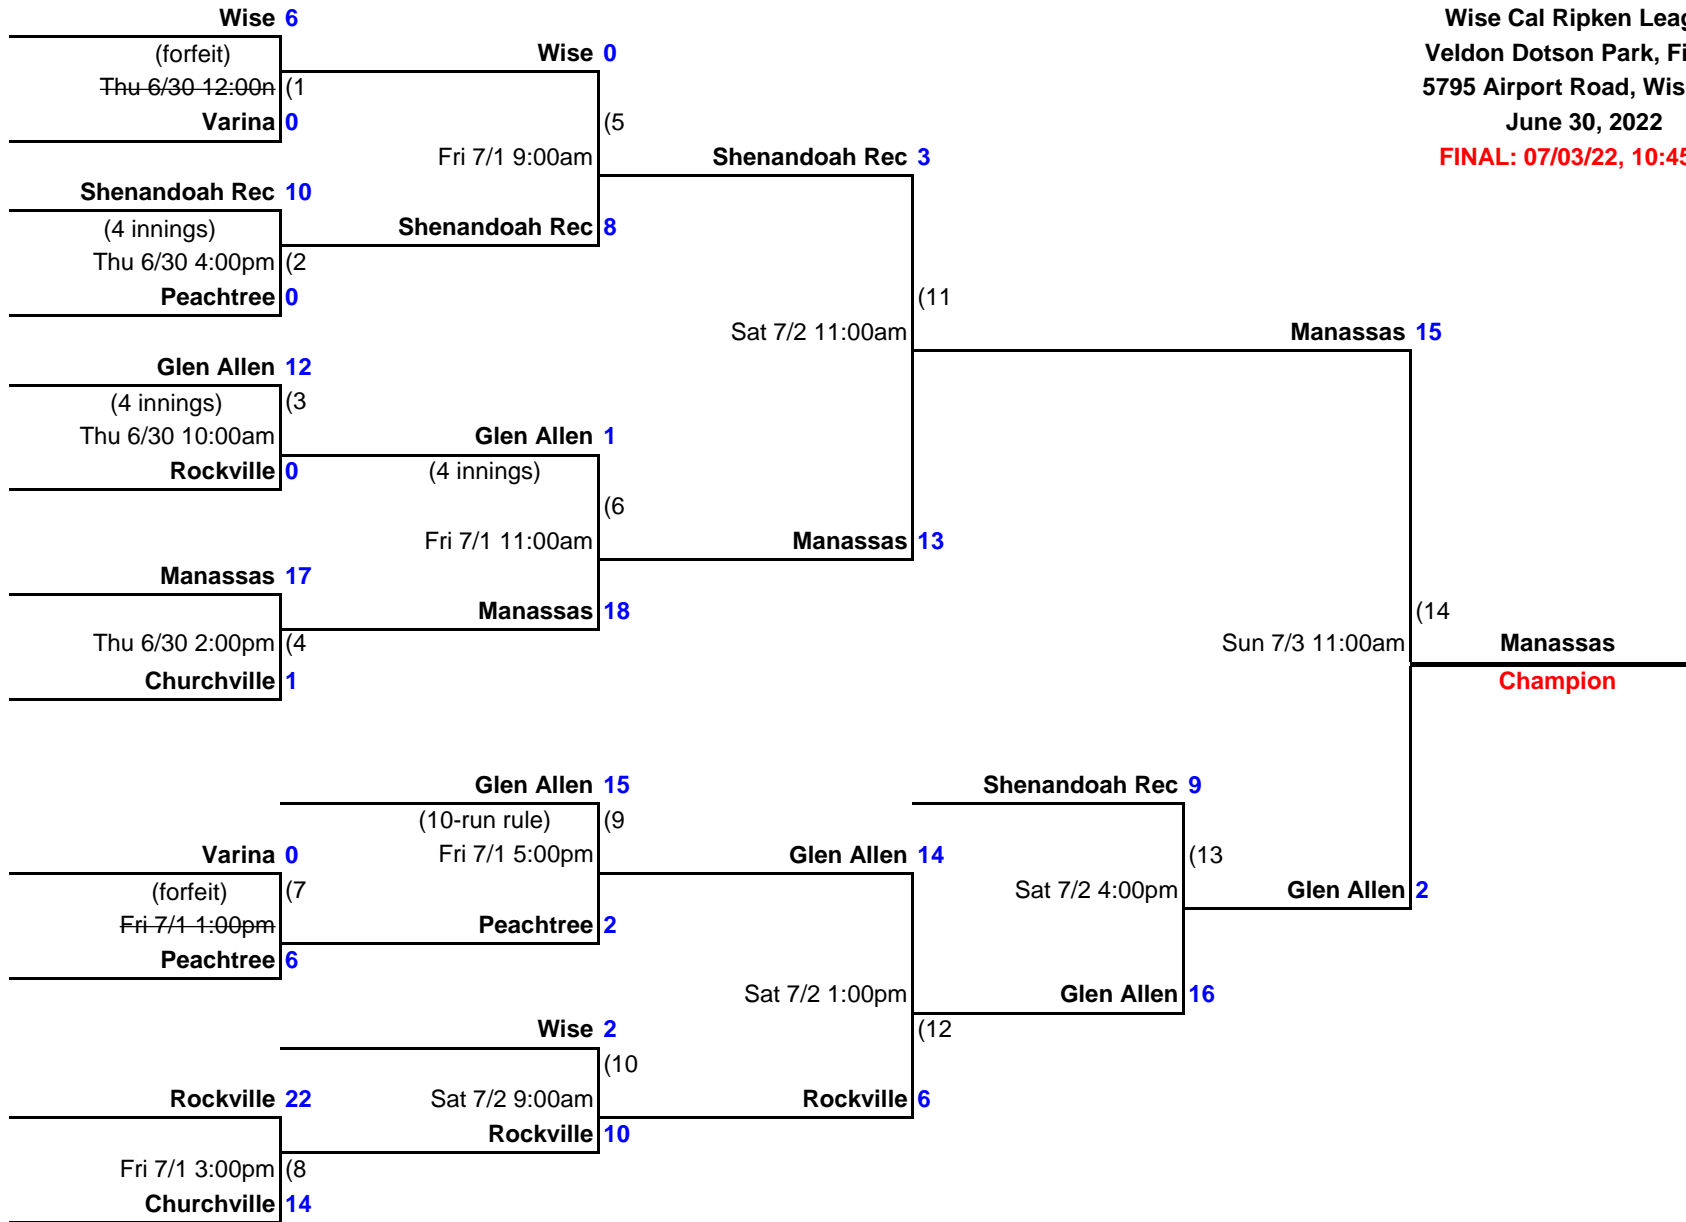 Wise 6
Wise Cal Ripken Leag
(forfeit)
Wise 0
Veldon Dotson Park, Fi
Thu 6/30 12:00n (1
5795 Airport Road, Wis
Varina 0
(5
June 30, 2022
Fri 7/1 9:00am
Shenandoah Rec 3
FINAL: 07/03/22, 10:45
Shenandoah Rec 10
(4 innings)
Shenandoah Rec 8
Thu 6/30 4:00pm (2
Peachtree 0
(11
Sat 7/2 11:00am
Manassas 15
Glen Allen 12
(4 innings) (3
Thu 6/30 10:00am
Glen Allen 1
Rockville 0
(4 innings)
(6
Fri 7/1 11:00am
Manassas 13
Manassas 17
Manassas 18
(14
Thu 6/30 2:00pm (4
Sun 7/3 11:00am
Manassas
Churchville 1
Champion
Glen Allen 15
Shenandoah Rec 9
(10-run rule) (9
Varina 0
Fri 7/1 5:00pm
Glen Allen 14
(13
(forfeit) (7
Sat 7/2 4:00pm
Glen Allen 2
Fri 7/1 1:00pm
Peachtree 2
Peachtree 6
Sat 7/2 1:00pm
Glen Allen 16
Wise 2
(12
(10
Rockville 22
Sat 7/2 9:00am
Rockville 6
Rockville 10
Fri 7/1 3:00pm (8
Churchville 14